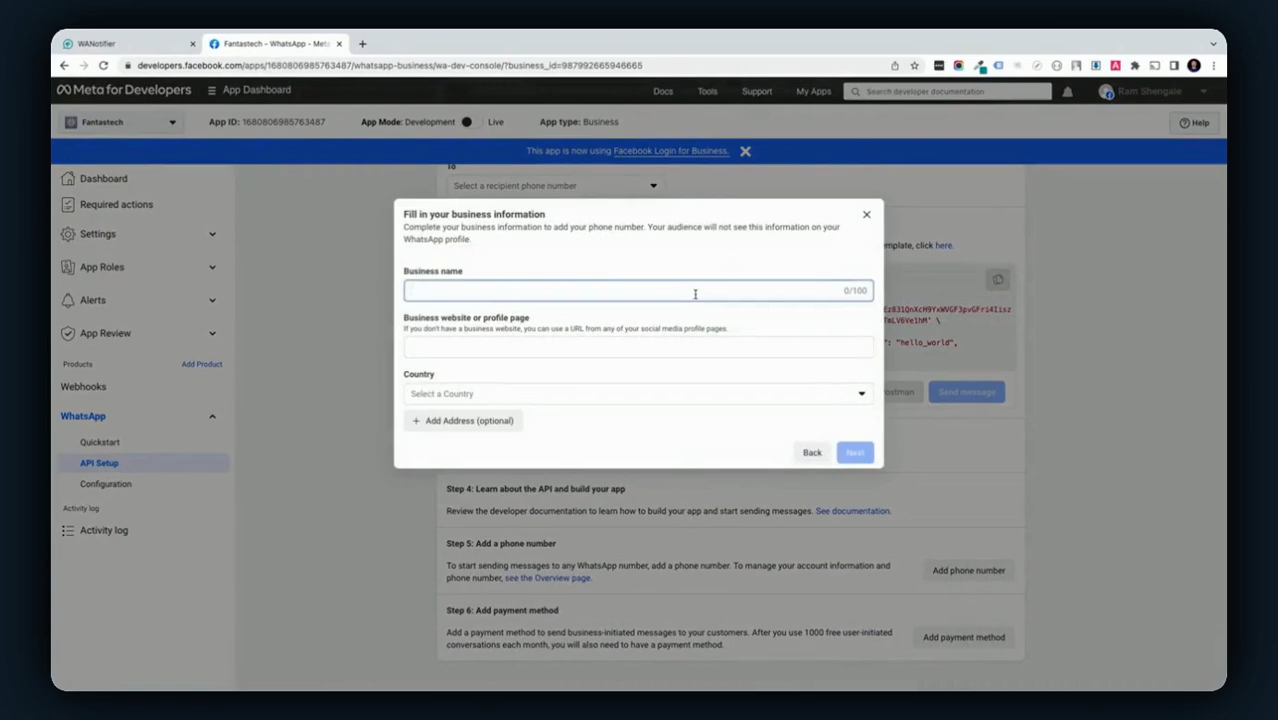 WANotifier
Fantastech - WhatsApp - Meta
developers.facebook.com/apps/1680806985763487/whatsapp-business/wa-dev-console/?business_id=987992665946665
Meta for Developers
App Dashboard
Docs
Tools
Support
My Apps
Search developer documentation
Ram Shengale
Fantastech
App ID: 1680806985763487
App Mode: Development
Live
App type: Business
Help
This app is now using Facebook Login for Business.
Dashboard
Required actions
Settings
App Roles
Alerts
App Review
Products
Add Product
Webhooks
WhatsApp
Quickstart
API Setup
Configuration
Activity log
Activity log
To
Select a recipient phone number
template, click here.
": "hello_world",
Send message
Fill in your business information
Complete your business information to add your phone number. Your audience will not see this information on your
WhatsApp profile.
Business name
0/100
Business website or profile page
If you don't have a business website, you can use a URL from any of your social media profile pages.
Country
Select a Country
+ Add Address (optional)
Back
Next
Step 4: Learn about the API and build your app
Review the developer documentation to learn how to build your app and start sending messages. See documentation.
Step 5: Add a phone number
To start sending messages to any WhatsApp number, add a phone number. To manage your account information and
phone number, see the Overview page.
Add phone number
Step 6: Add payment method
Add a payment method to send business-initiated messages to your customers. After you use 1000 free user-initiated
conversations each month, you will also need to have a payment method.
Add payment method